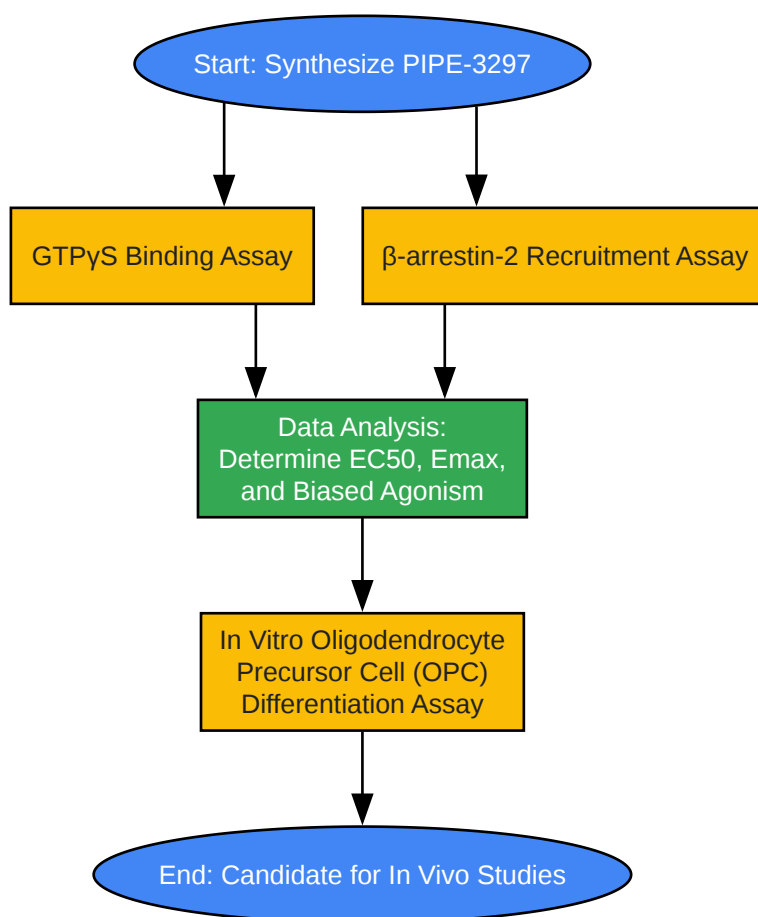 Start: Synthesize PIPE-3297
GTPγS Binding Assay
β-arrestin-2 Recruitment Assay
Data Analysis:
Determine EC50, Emax,
and Biased Agonism
In Vitro Oligodendrocyte
Precursor Cell (OPC)
Differentiation Assay
End: Candidate for In Vivo Studies